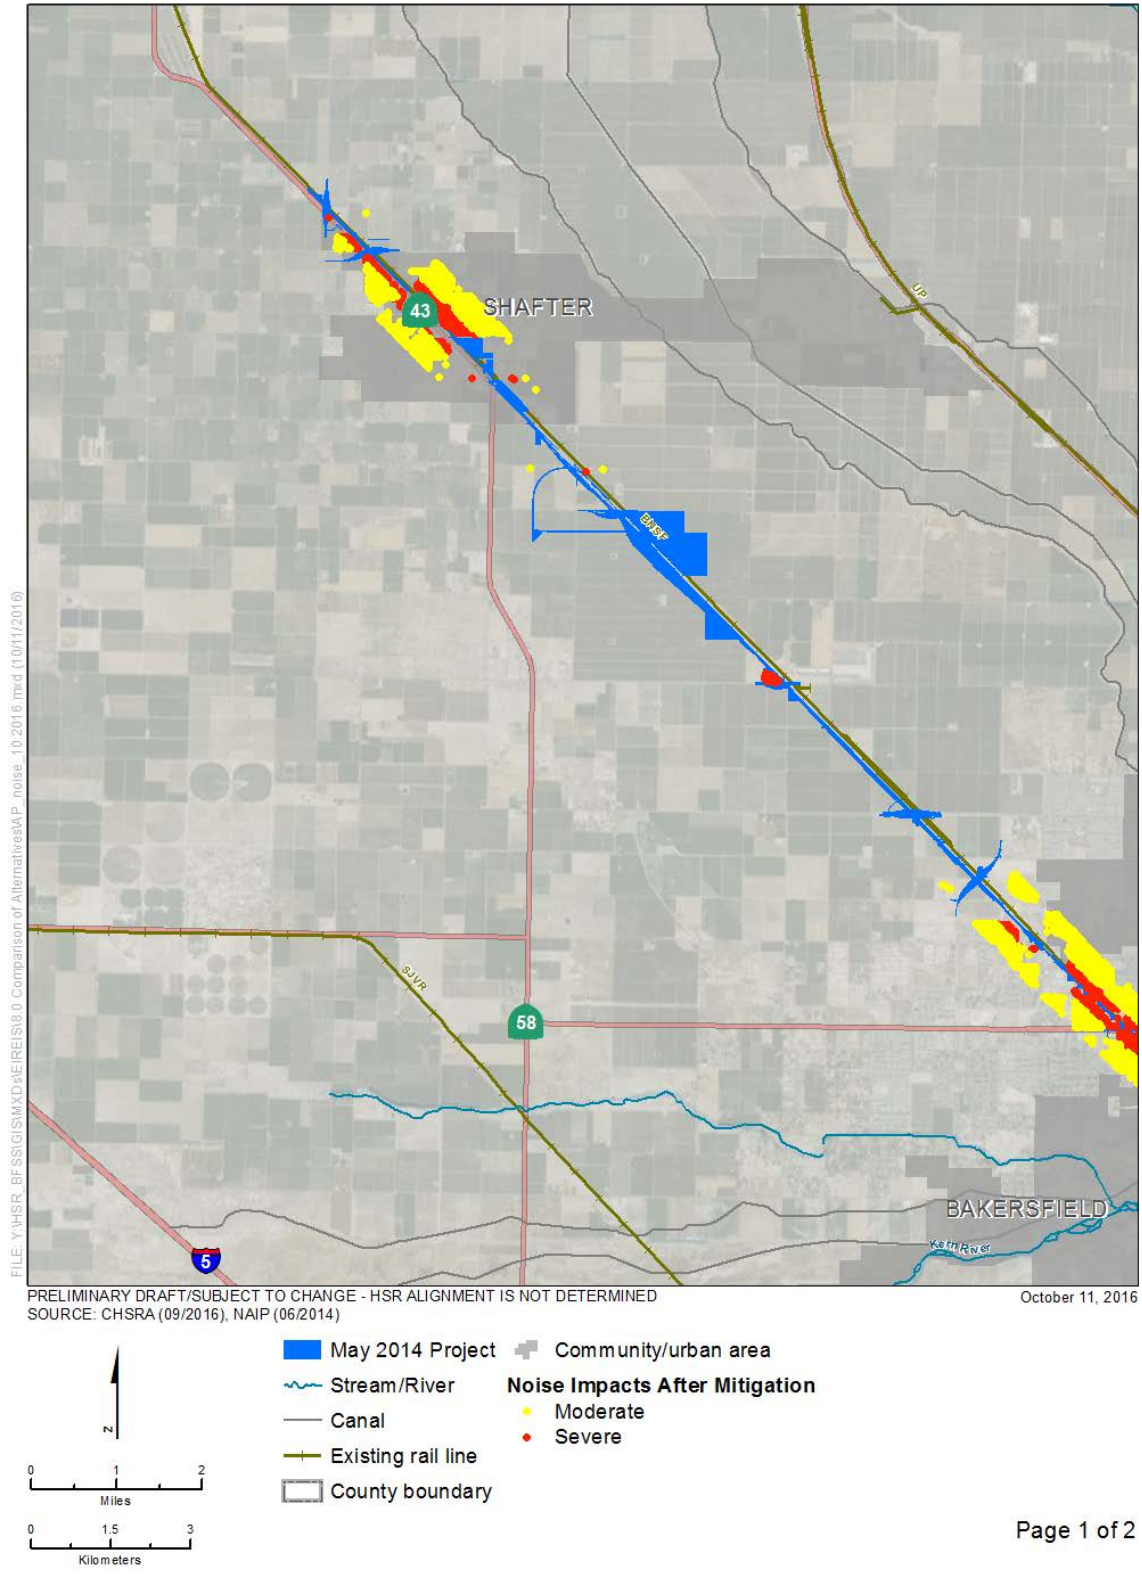 UP
43
SHAFTER
BNSF
SJVR
58
BAKERSFIELD
Kern River
5
FILE: Y:\HSR_BFSS\GIS\MXDs\EIREIS\8.0 Comparison of Alternatives\AP_noise_10.2016.mxd (10/11/2016)
PRELIMINARY DRAFT/SUBJECT TO CHANGE - HSR ALIGNMENT IS NOT DETERMINED
October 11, 2016
SOURCE: CHSRA (09/2016), NAIP (06/2014)
N
May 2014 Project
Stream/River
Canal
Existing rail line
County boundary
Community/urban area
Noise Impacts After Mitigation
Moderate
Severe
0 1 2
Miles
0 1.5 3
Kilometers
Page 1 of 2